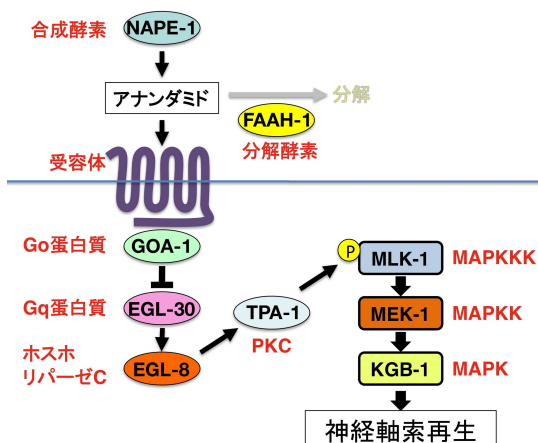 合成酵素
NAPE-1
アナンダミド
分解
FAAH-1
分解酵素
受容体
Go蛋白質
GOA-1
P
MLK-1
MAPKKK
Gq蛋白質
EGL-30
TPA-1
PKC
MEK-1
MAPKK
ホスホ
リパーゼC
EGL-8
KGB-1
MAPK
神経軸索再生